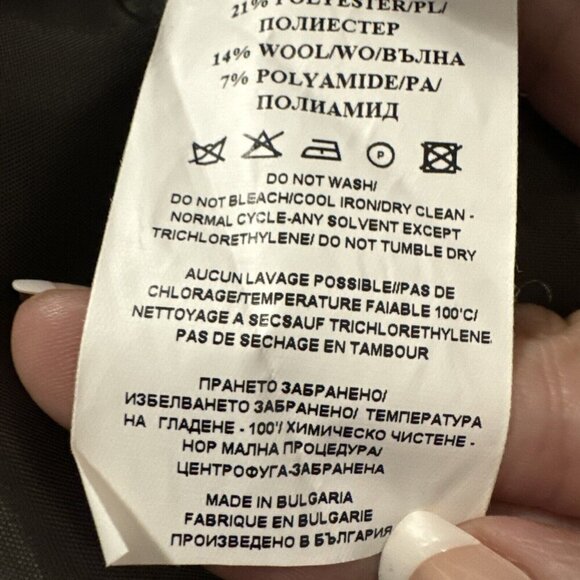 21% POLYESTER/PL/
ПОЛИЕСТЕР
14% WOOL/WO/ВЪЛНА
7% POLYAMIDE/PA/
ПОЛИАМИД
P
DO NOT WASH/
DO NOT BLEACH/COOL IRON/DRY CLEAN -
NORMAL CYCLE-ANY SOLVENT EXCEPT
TRICHLORETHYLENE/ DO NOT TUMBLE DRY
AUCUN LAVAGE POSSIBLE//PAS DE
CHLORAGE/TEMPERATURE FAIABLE 100'C/
NETTOYAGE A SECSAUF TRICHLORETHYLENE.
PAS DE SECHAGE EN TAMBOUR
ПРАНЕТО ЗАБРАНЕНО/
ИЗБЕЛВАНЕТО ЗАБРАНЕНО/ ТЕМПЕРАТУРА
НА ГЛАДЕНЕ - 100'/ ХИМИЧЕСКО ЧИСТЕНЕ -
НОР МАЛНА ПРОЦЕДУРА/
ЦЕНТРОФУГА-ЗАБРАНЕНА
MADE IN BULGARIA
FABRIQUE EN BULGARIE
ПРОИЗВЕДЕНО В БЪЛГАРИЯ